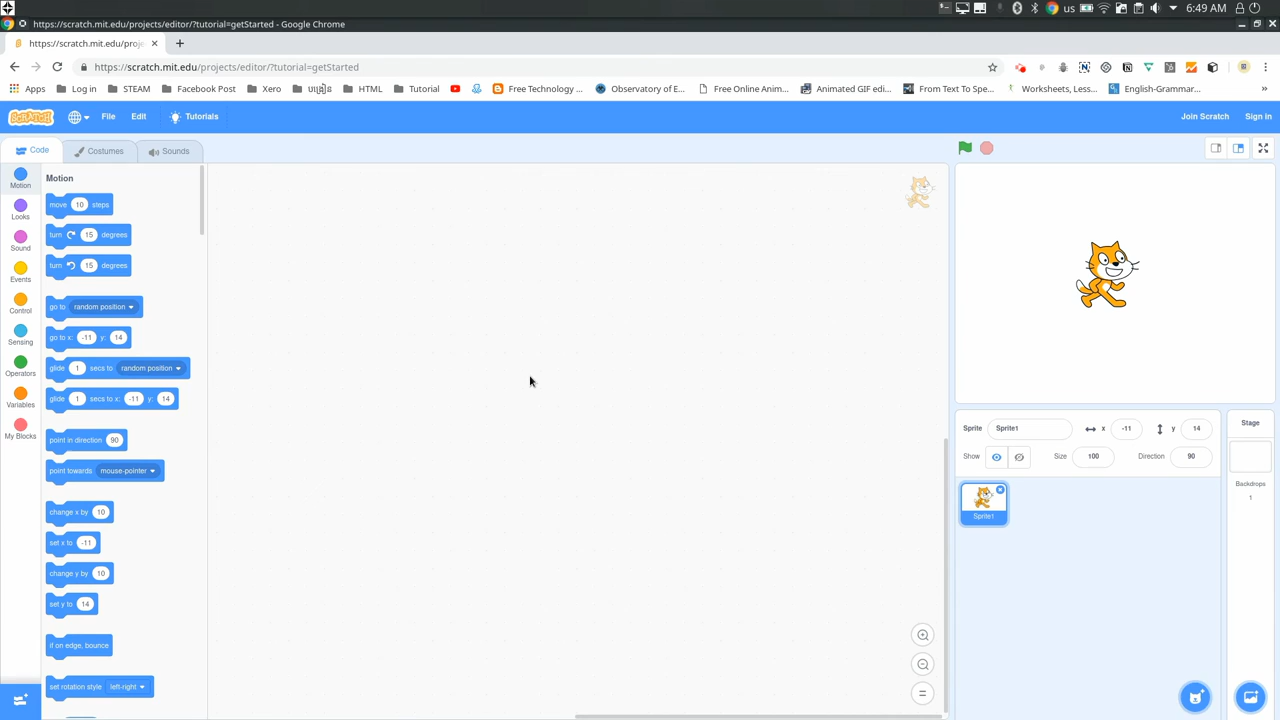 https://scratch.mit.edu/projects/editor/?tutorial=getStarted - Google Chrome
us
6:49 AM
https://scratch.mit.edu/proje
https://scratch.mit.edu/projects/editor/?tutorial=getStarted
Apps
Log in
STEAM
Facebook Post
Xero
HTML
Tutorial
Free Technology ...
Observatory of E...
Free Online Anim...
Animated GIF edi...
From Text To Spe...
Worksheets, Less...
English-Grammar...
SCRATCH
File
Edit
Tutorials
Join Scratch
Sign in
Code
Costumes
Sounds
Motion
Looks
Sound
Events
Control
Sensing
Operators
Variables
My Blocks
Motion
move 10 steps
turn 15 degrees
turn 15 degrees
go to random position
go to x: -11 y: 14
glide 1 secs to random position
glide 1 secs to x: -11 y: 14
point in direction 90
point towards mouse-pointer
change x by 10
set x to -11
change y by 10
set y to 14
if on edge, bounce
set rotation style left-right
Sprite Sprite1 x -11 y 14
Show Size 100 Direction 90
Sprite1
Stage
Backdrops
1